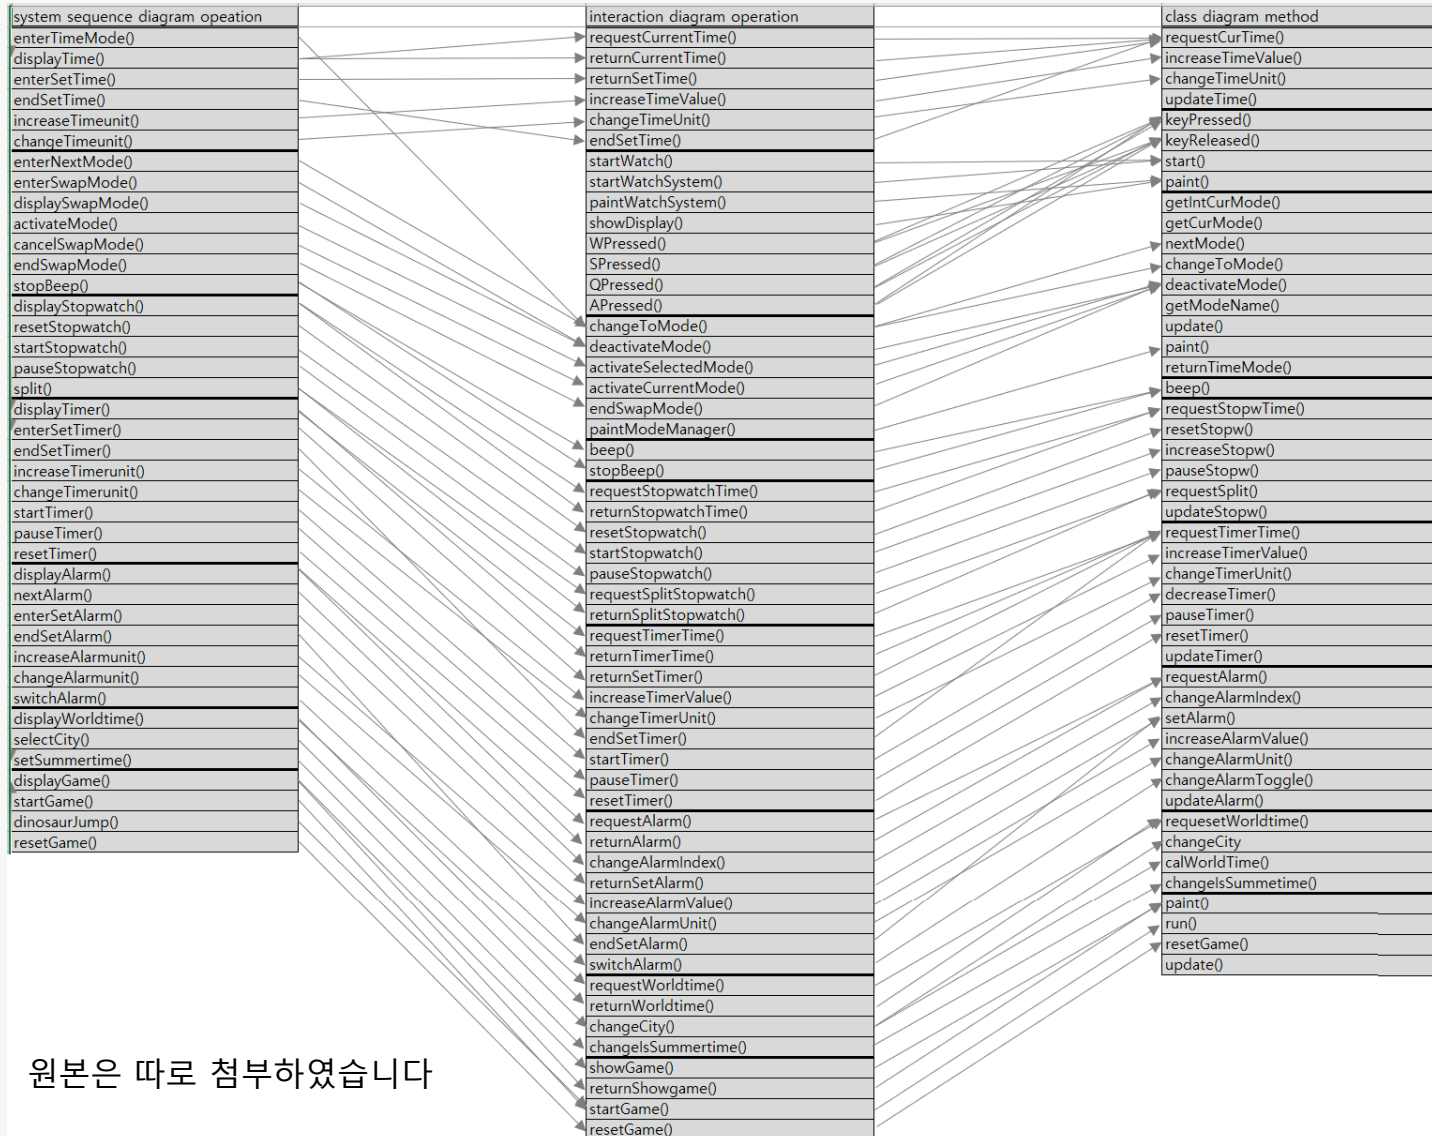 system sequence diagram opeation
enterTimeMode()
displayTime()
enterSetTime()
endSetTime()
increaseTimeunit()
changeTimeunit()
enterNextMode()
enterSwapMode()
displaySwapMode()
activateMode()
cancelSwapMode()
endSwapMode()
stopBeep()
displayStopwatch()
resetStopwatch()
startStopwatch()
pauseStopwatch()
split()
displayTimer()
enterSetTimer()
endSetTimer()
increaseTimerunit()
changeTimerunit()
startTimer()
pauseTimer()
resetTimer()
displayAlarm()
nextAlarm()
enterSetAlarm()
endSetAlarm()
increaseAlarmunit()
changeAlarmunit()
switchAlarm()
displayWorldtime()
selectCity()
setSummertime()
displayGame()
startGame()
dinosaurJump()
resetGame()
원본은 따로 첨부하였습니다
interaction diagram operation
requestCurrentTime()
returnCurrentTime()
returnSetTime()
increaseTimeValue()
changeTimeUnit()
endSetTime()
startWatch()
startWatchSystem()
paintWatchSystem()
showDisplay()
WPressed()
SPressed()
QPressed()
APressed()
changeToMode()
deactivateMode()
activateSelectedMode()
activateCurrentMode()
endSwapMode()
paintModeManager()
beep()
stopBeep()
requestStopwatchTime()
returnStopwatchTime()
resetStopwatch()
startStopwatch()
pauseStopwatch()
requestSplitStopwatch()
returnSplitStopwatch()
requestTimerTime()
returnTimerTime()
returnSetTimer()
increaseTimerValue()
changeTimerUnit()
endSetTimer()
startTimer()
pauseTimer()
resetTimer()
requestAlarm()
returnAlarm()
changeAlarmIndex()
returnSetAlarm()
increaseAlarmValue()
changeAlarmUnit()
endSetAlarm()
switchAlarm()
requestWorldtime()
returnWorldtime()
changeCity()
changeIsSummertime()
showGame()
returnShowgame()
startGame()
resetGame()
class diagram method
requestCurTime()
increaseTimeValue()
changeTimeUnit()
updateTime()
keyPressed()
keyReleased()
start()
paint()
getIntCurMode()
getCurMode()
nextMode()
changeToMode()
deactivateMode()
getModeName()
update()
paint()
returnTimeMode()
beep()
requestStopwTime()
resetStopw()
increaseStopw()
pauseStopw()
requestSplit()
updateStopw()
requestTimerTime()
increaseTimerValue()
changeTimerUnit()
decreaseTimer()
pauseTimer()
resetTimer()
updateTimer()
requestAlarm()
changeAlarmIndex()
setAlarm()
increaseAlarmValue()
changeAlarmUnit()
changeAlarmToggle()
updateAlarm()
requesetWorldtime()
changeCity
calWorldTime()
changeIsSummetime()
paint()
run()
resetGame()
update()